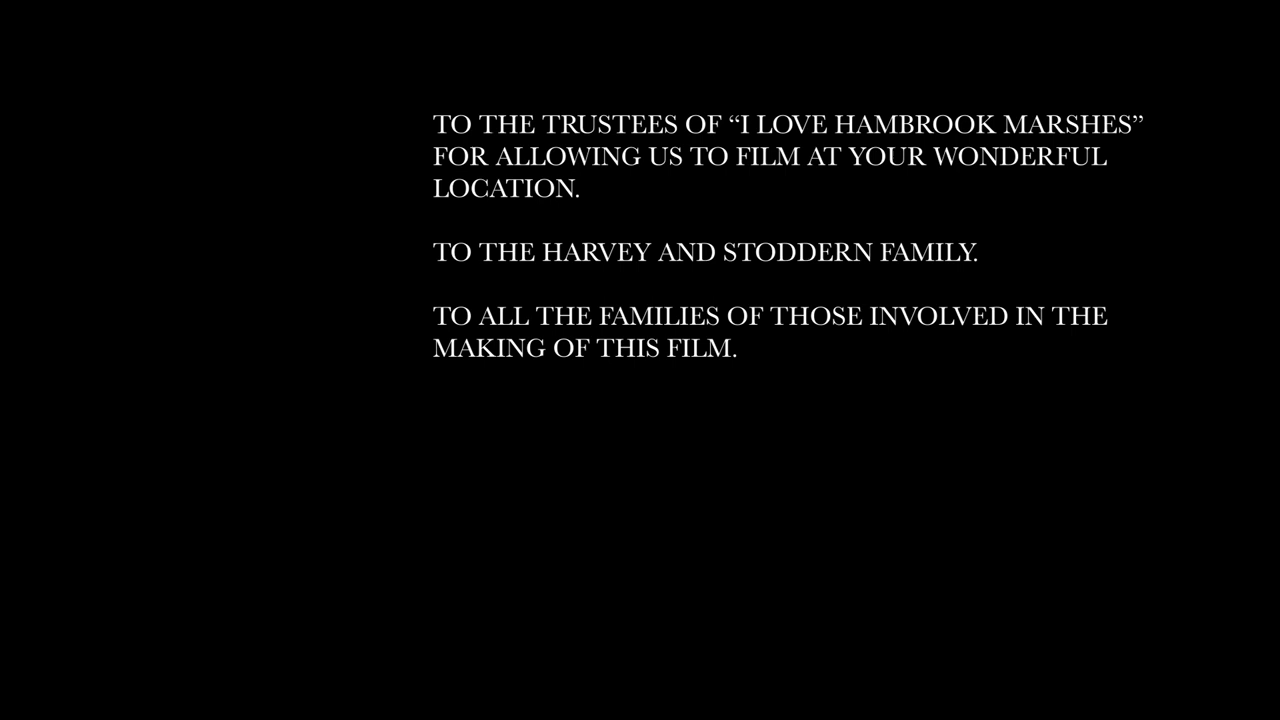 TO THE TRUSTEES OF “I LOVE HAMBROOK MARSHES”
FOR ALLOWING US TO FILM AT YOUR WONDERFUL
LOCATION.
TO THE HARVEY AND STODDERN FAMILY.
TO ALL THE FAMILIES OF THOSE INVOLVED IN THE
MAKING OF THIS FILM.